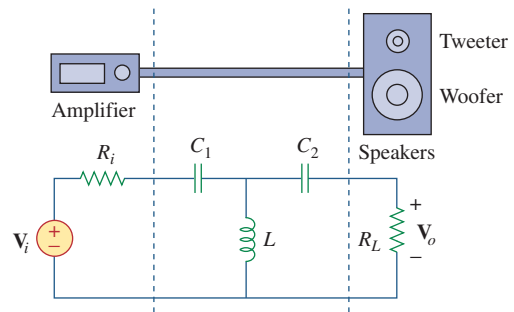 Tweeter
Woofer
Amplifier
Speakers
R_i
C_1
C_2
+
+
V_i
−
L
R_L
V_o
−